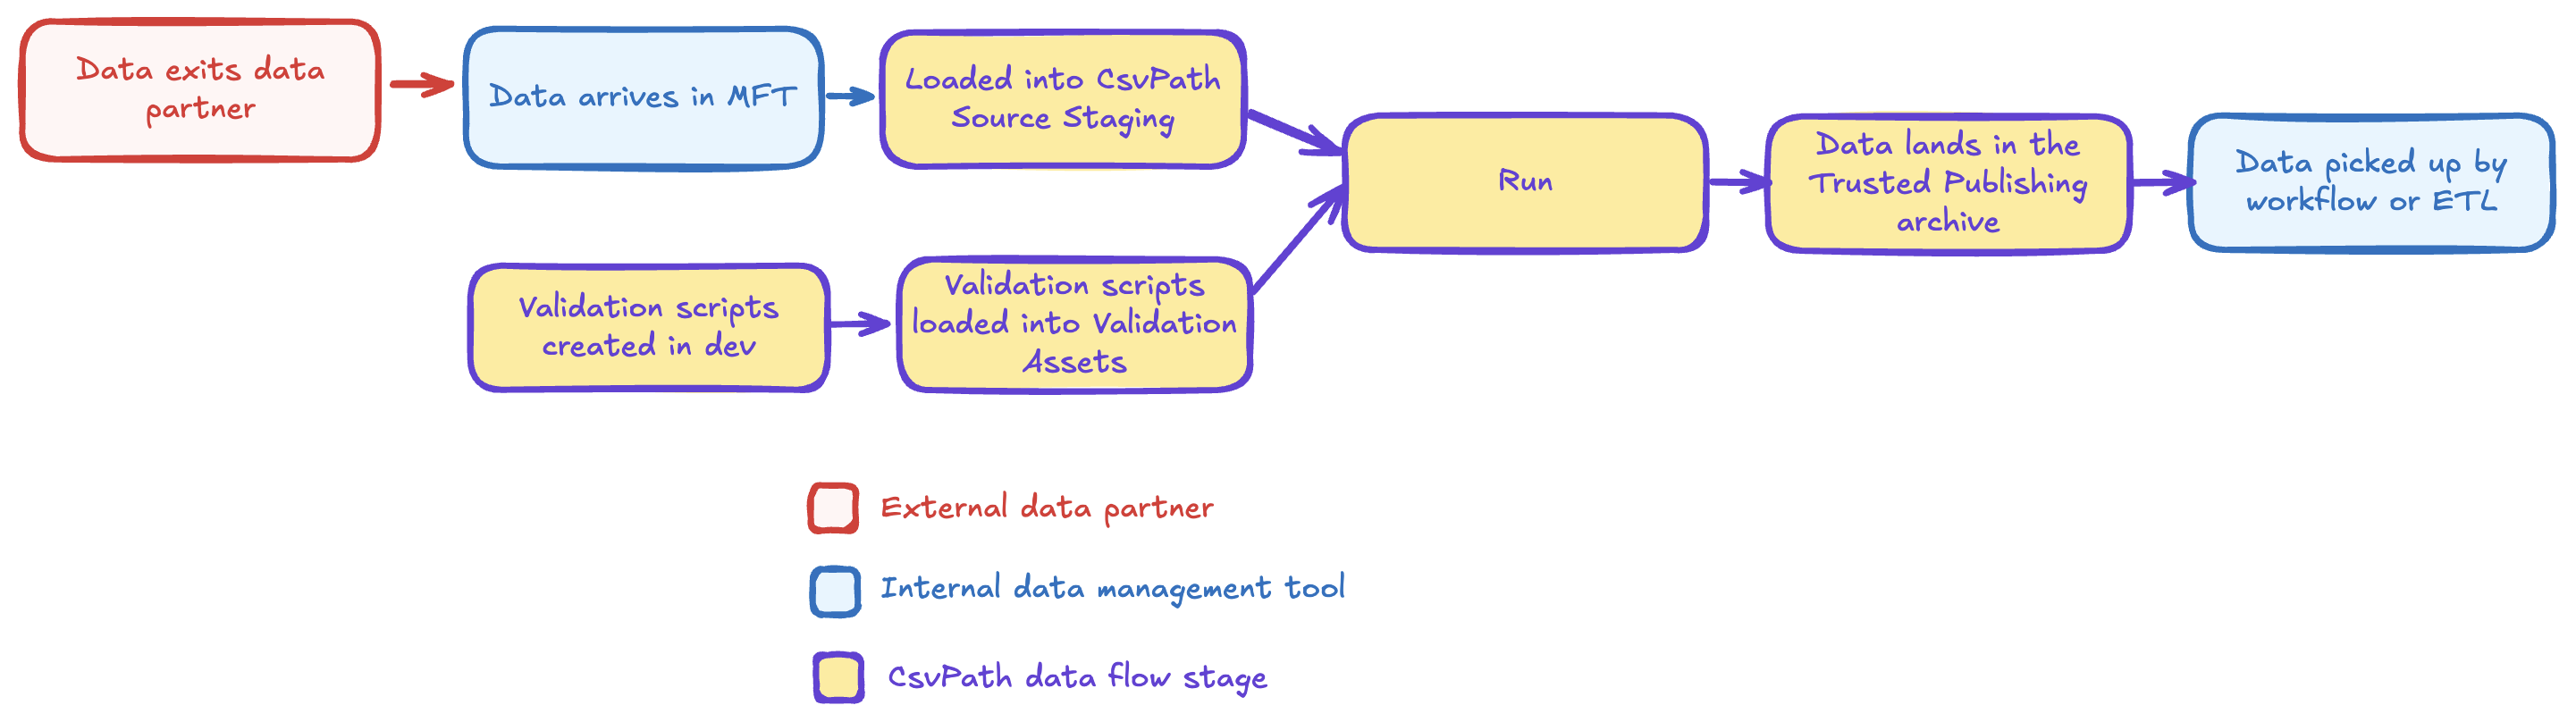 Data exits data
partner
Data arrives in MFT
Loaded into CsvPath
Source Staging
Run
Data lands in the
Trusted Publishing
archive
Data picked up by
workflow or ETL
Validation scripts
created in dev
Validation scripts
loaded into Validation
Assets
External data partner
Internal data management tool
CsvPath data flow stage